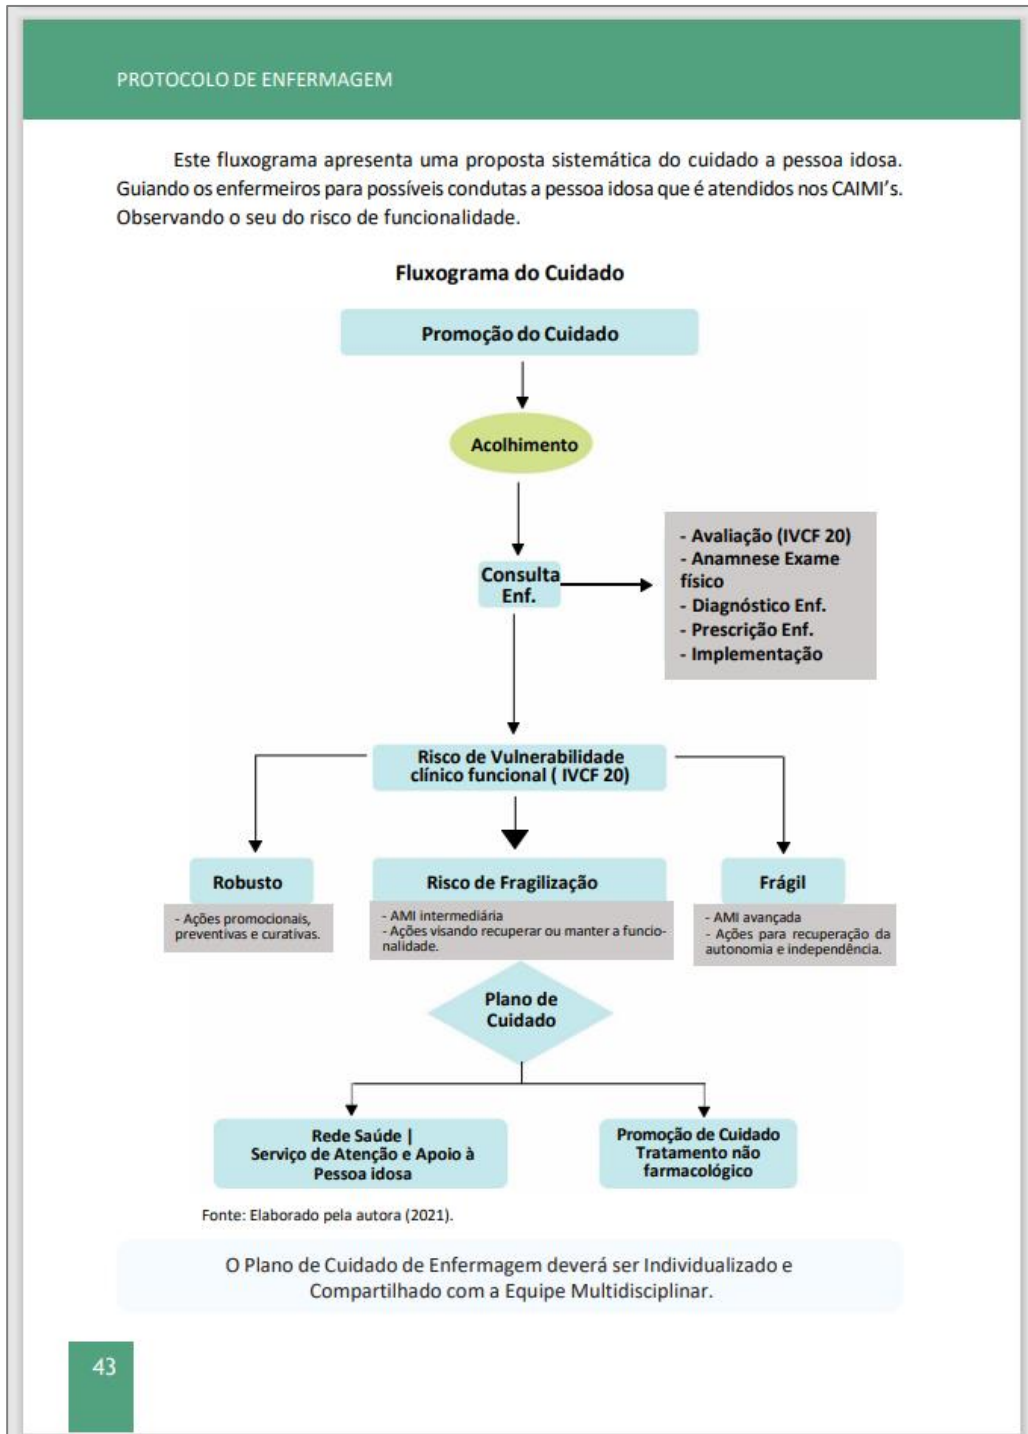 PROTOCOLO DE ENFERMAGEM
Este fluxograma apresenta uma proposta sistemática do cuidado a pessoa idosa.
Guiando os enfermeiros para possíveis condutas a pessoa idosa que é atendidos nos CAIMI’s.
Observando o seu do risco de funcionalidade.
Fluxograma do Cuidado
Promoção do Cuidado
Acolhimento
Consulta
Enf.
- Avaliação (IVCF 20)
- Anamnese Exame
físico
- Diagnóstico Enf.
- Prescrição Enf.
- Implementação
Risco de Vulnerabilidade
clínico funcional ( IVCF 20)
Robusto
- Ações promocionais,
preventivas e curativas.
Risco de Fragilização
- AMI intermediária
- Ações visando recuperar ou manter a funcio-
nalidade.
Frágil
- AMI avançada
- Ações para recuperação da
autonomia e independência.
Plano de
Cuidado
Rede Saúde |
Serviço de Atenção e Apoio à
Pessoa idosa
Promoção de Cuidado
Tratamento não
farmacológico
Fonte: Elaborado pela autora (2021).
O Plano de Cuidado de Enfermagem deverá ser Individualizado e
Compartilhado com a Equipe Multidisciplinar.
43